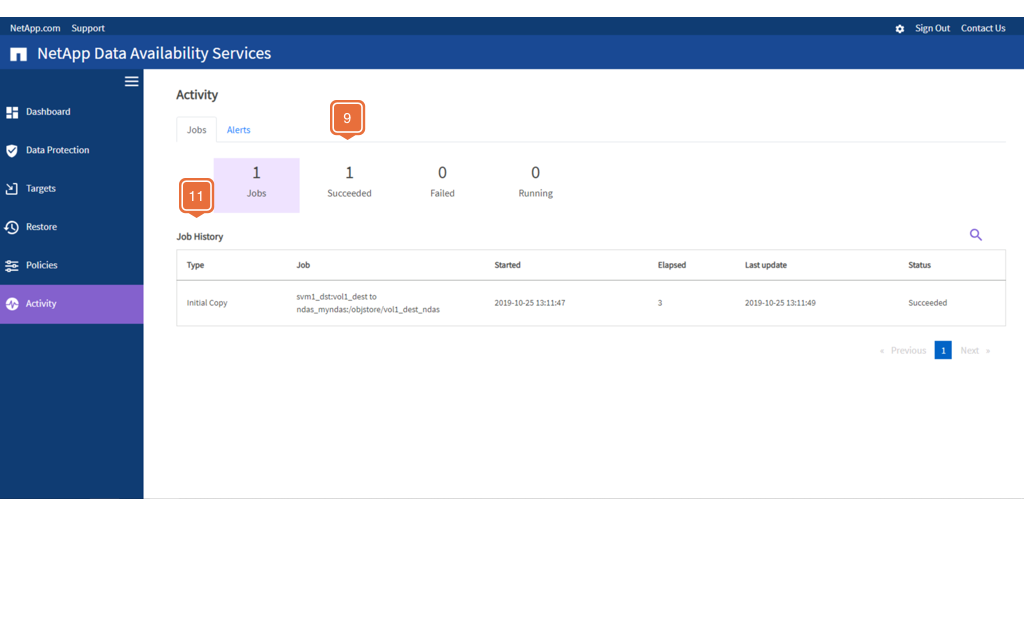 NetApp.com Support Sign Out Contact Us
NetApp Data Availability Services
Dashboard
Data Protection
Targets
Restore
Policies
Activity
Activity
Jobs Alerts
9
1 1 0 0
Jobs Succeeded Failed Running
11
Job History
Type Job Started Elapsed Last update Status
Initial Copy svm1_dst:vol1_dest to 2019-10-25 13:11:47 3 2019-10-25 13:11:49 Succeeded
ndas_myndas:/objstore/vol1_dest_ndas
« Previous 1 Next »